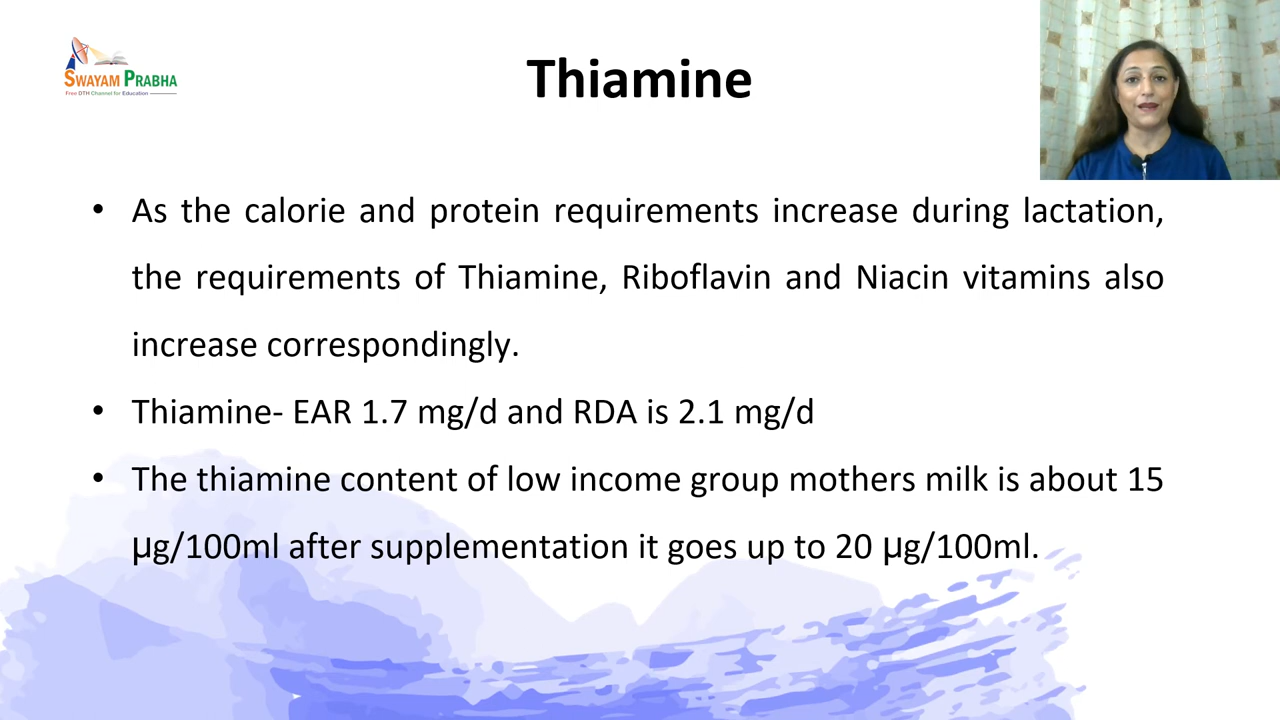 SWAYAM PRABHA
Free DTH Channel for Education
Thiamine
• As the calorie and protein requirements increase during lactation,
the requirements of Thiamine, Riboflavin and Niacin vitamins also
increase correspondingly.
• Thiamine- EAR 1.7 mg/d and RDA is 2.1 mg/d
• The thiamine content of low income group mothers milk is about 15
µg/100ml after supplementation it goes up to 20 µg/100ml.